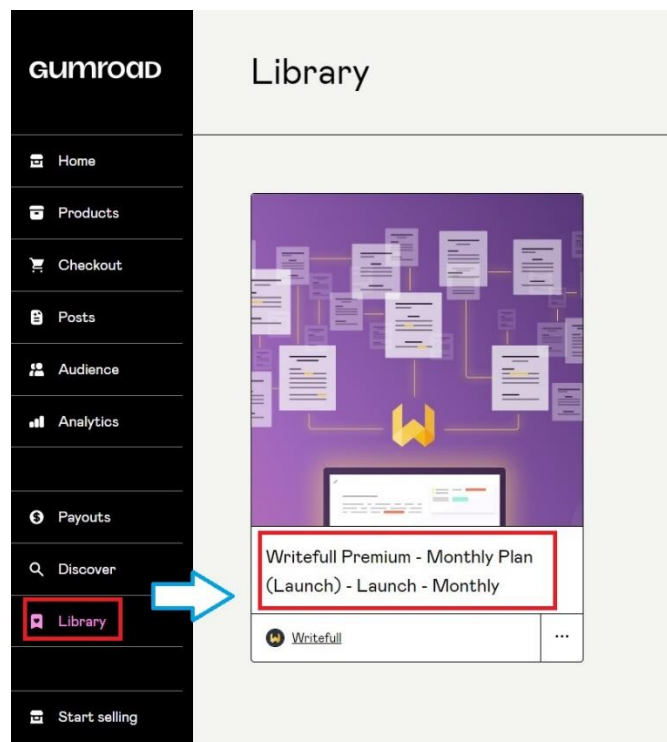 GUMROAD
Library
Home
Products
Checkout
Posts
Audience
Analytics
Payouts
Discover
Library
Start selling
Writefull Premium - Monthly Plan
(Launch) - Launch - Monthly
Writefull
...